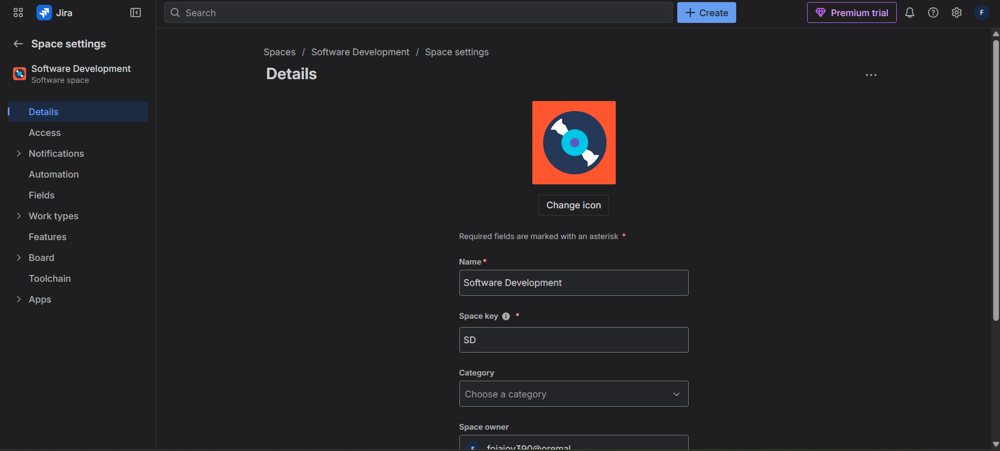 Jira
Search
Create
Premium trial
F
Space settings
Software Development
Software space
Details
Access
Notifications
Automation
Fields
Work types
Features
Board
Toolchain
Apps
Spaces / Software Development / Space settings
Details
Change icon
Required fields are marked with an asterisk *
Name *
Software Development
Space key *
SD
Category
Choose a category
Space owner
F